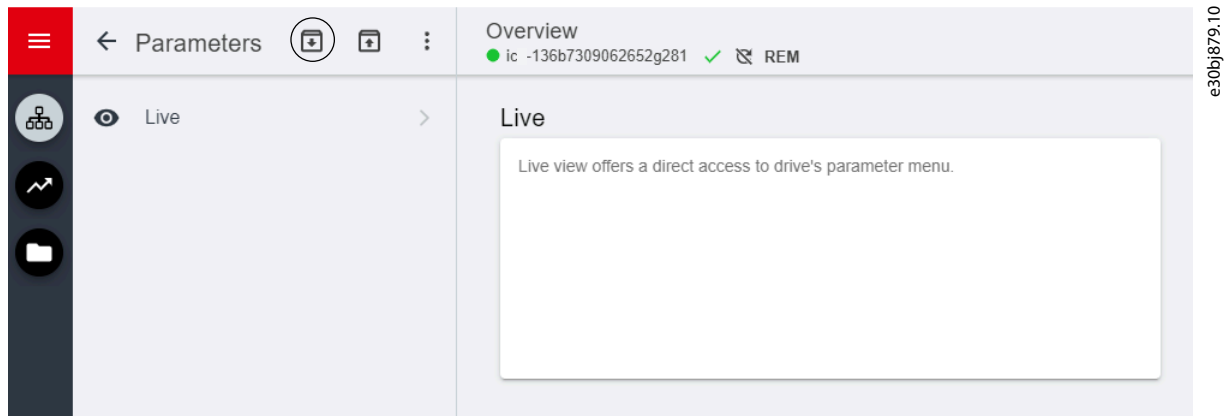 Parameters
Overview
ic -136b7309062652g281 REM
Live
Live
Live view offers a direct access to drive's parameter menu.
e30bj879.10